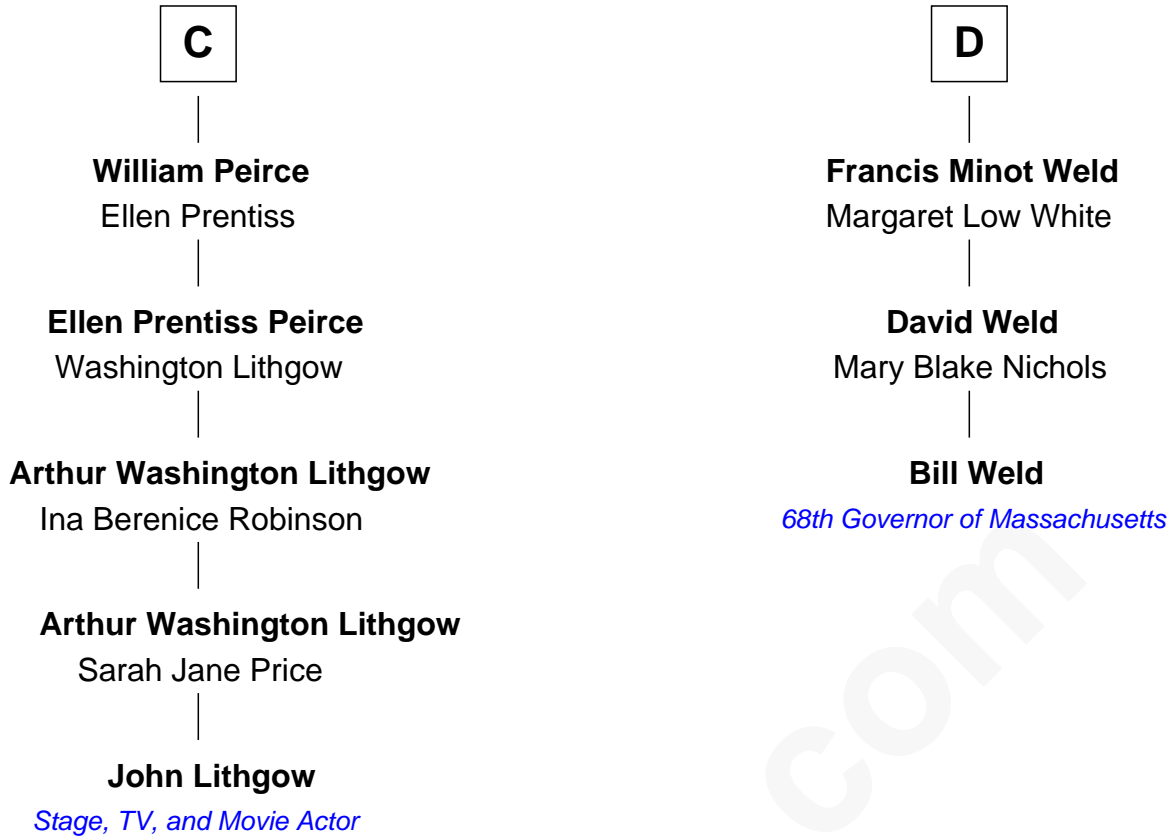 C
William Peirce
Ellen Prentiss
Ellen Prentiss Peirce
Washington Lithgow
Arthur Washington Lithgow
Ina Berenice Robinson
Arthur Washington Lithgow
Sarah Jane Price
John Lithgow
Stage, TV, and Movie Actor
D
Francis Minot Weld
Margaret Low White
David Weld
Mary Blake Nichols
Bill Weld
68th Governor of Massachusetts
com